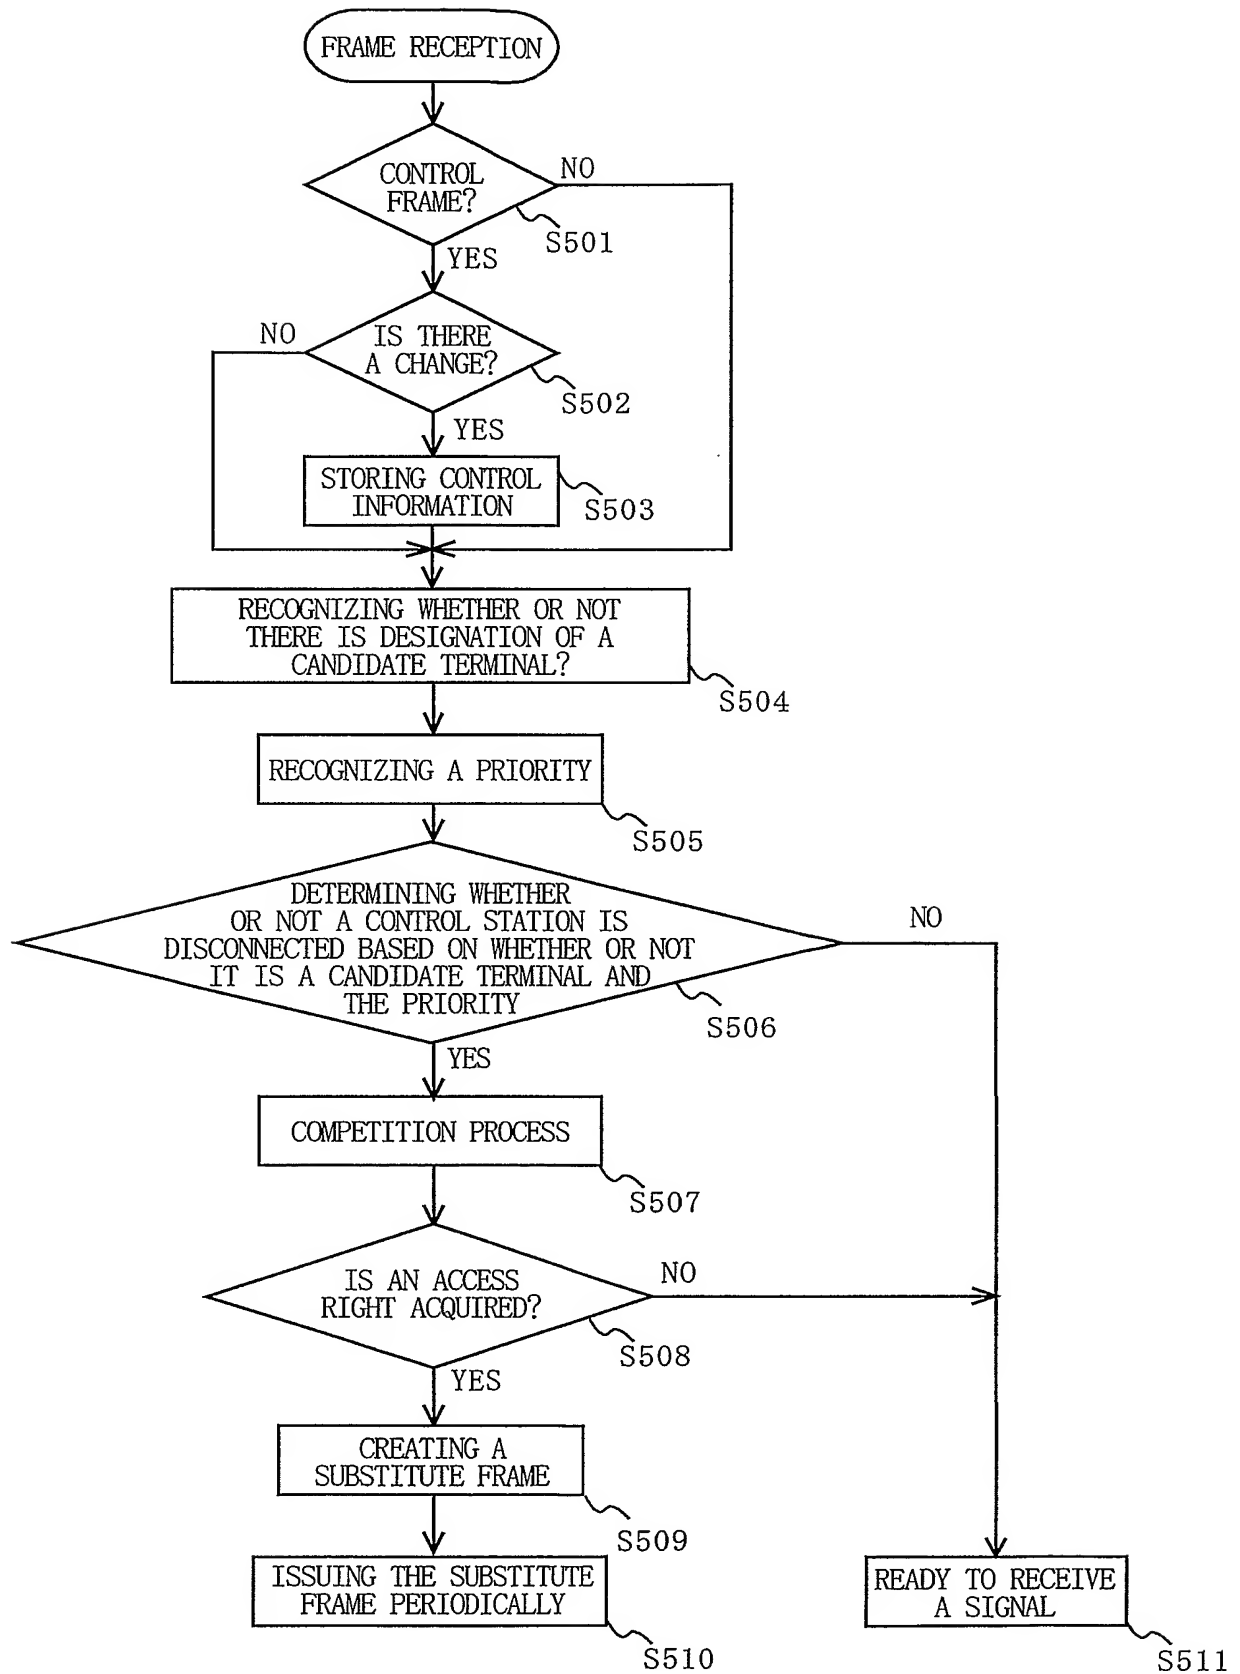 FRAME RECEPTION
CONTROL
FRAME?
NO
S501
YES
IS THERE
A CHANGE?
NO
S502
YES
STORING CONTROL
INFORMATION
S503
RECOGNIZING WHETHER OR NOT
THERE IS DESIGNATION OF A
CANDIDATE TERMINAL?
S504
RECOGNIZING A PRIORITY
S505
DETERMINING WHETHER
OR NOT A CONTROL STATION IS
DISCONNECTED BASED ON WHETHER OR NOT
IT IS A CANDIDATE TERMINAL AND
THE PRIORITY
NO
S506
YES
COMPETITION PROCESS
S507
IS AN ACCESS
RIGHT ACQUIRED?
NO
S508
YES
CREATING A
SUBSTITUTE FRAME
S509
ISSUING THE SUBSTITUTE
FRAME PERIODICALLY
S510
READY TO RECEIVE
A SIGNAL
S511